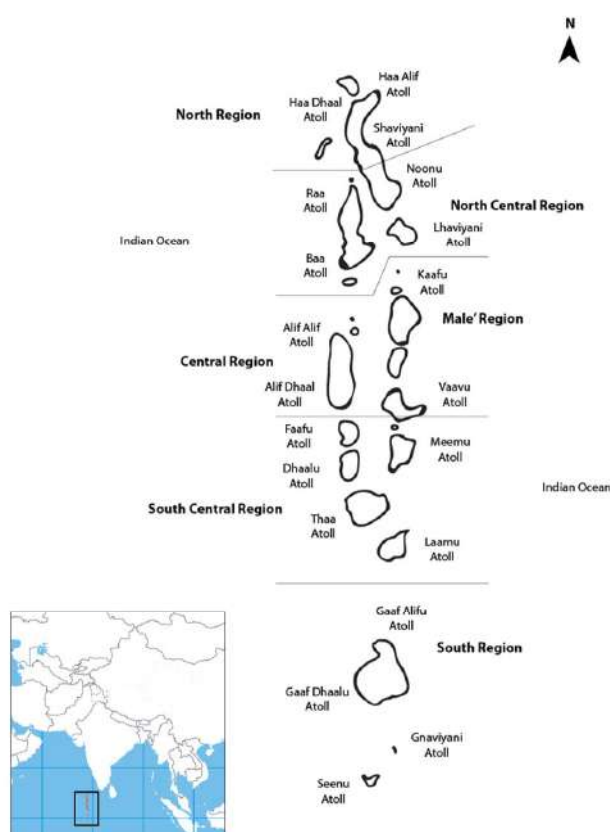 N
Haa Alif
Atoll
Haa Dhaal
Atoll
North Region
Shaviyani
Atoll
Noonu
Atoll
Raa
Atoll
North Central Region
Lhaviyani
Atoll
Indian Ocean
Baa
Atoll
Kaafu
Atoll
Male' Region
Alif Alif
Atoll
Central Region
Alif Dhaal
Atoll
Vaavu
Atoll
Faafu
Atoll
Meemu
Atoll
Dhaalu
Atoll
Indian Ocean
South Central Region
Thaa
Atoll
Laamu
Atoll
Gaaf Alifu
Atoll
South Region
Gaaf Dhaalu
Atoll
Gnaviyani
Atoll
Seenu
Atoll